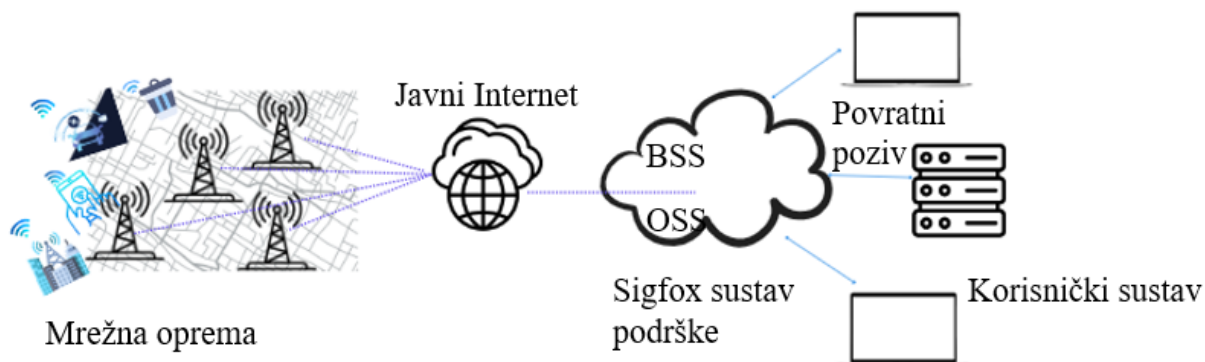 Javni Internet
Povratni
poziv
BSS
OSS
Sigfox sustav
podrške
Korisnički sustav
Mrežna oprema